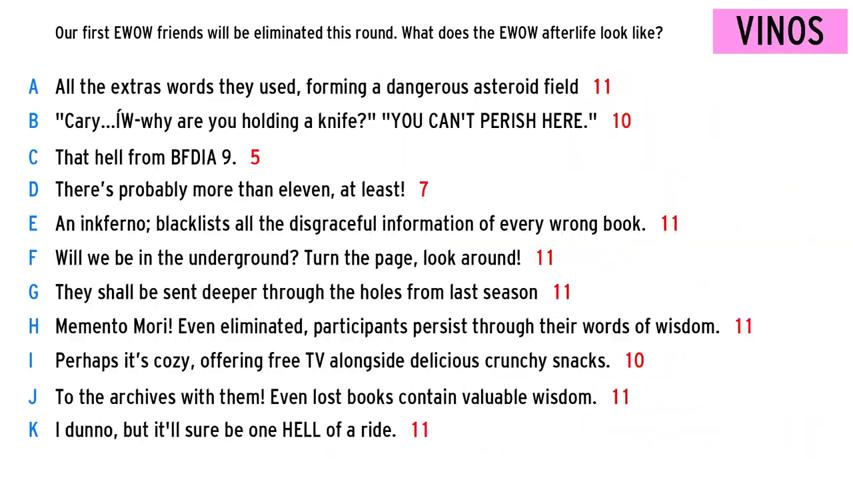 Our first EWOW friends will be eliminated this round. What does the EWOW afterlife look like?
VINOS
A All the extras words they used, forming a dangerous asteroid field 11
B "Cary...ÍW-why are you holding a knife?" "YOU CAN'T PERISH HERE." 10
C That hell from BFDIA 9. 5
D There's probably more than eleven, at least! 7
E An inkferno; blacklists all the disgraceful information of every wrong book. 11
F Will we be in the underground? Turn the page, look around! 11
G They shall be sent deeper through the holes from last season 11
H Memento Mori! Even eliminated, participants persist through their words of wisdom. 11
I Perhaps it's cozy, offering free TV alongside delicious crunchy snacks. 10
J To the archives with them! Even lost books contain valuable wisdom. 11
K I dunno, but it'll sure be one HELL of a ride. 11